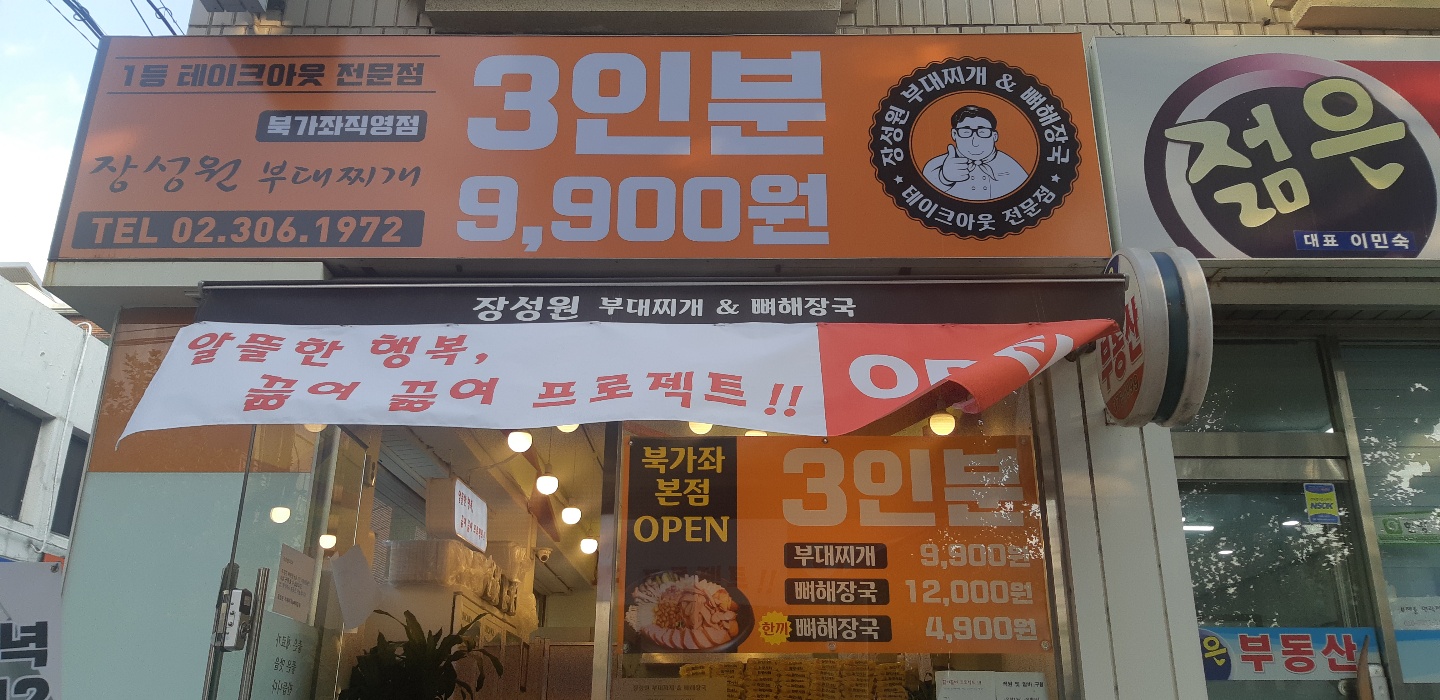 1등 테이크아웃 전문점
북가좌직영점
장성원 부대찌개
TEL 02.306.1972
3인분
9,900원
장성원 부대찌개 & 뼈해장국
테이크아웃 전문점
젊은
대표 이민숙
장성원 부대찌개 & 뼈해장국
알뜰한 행복,
끓여 끓여 프로젝트!!
부동산
북가좌
본점
OPEN
3인분
부대찌개 9,900원
뼈해장국 12,000원
한끼 뼈해장국 4,900원
NSOK
은 부동산